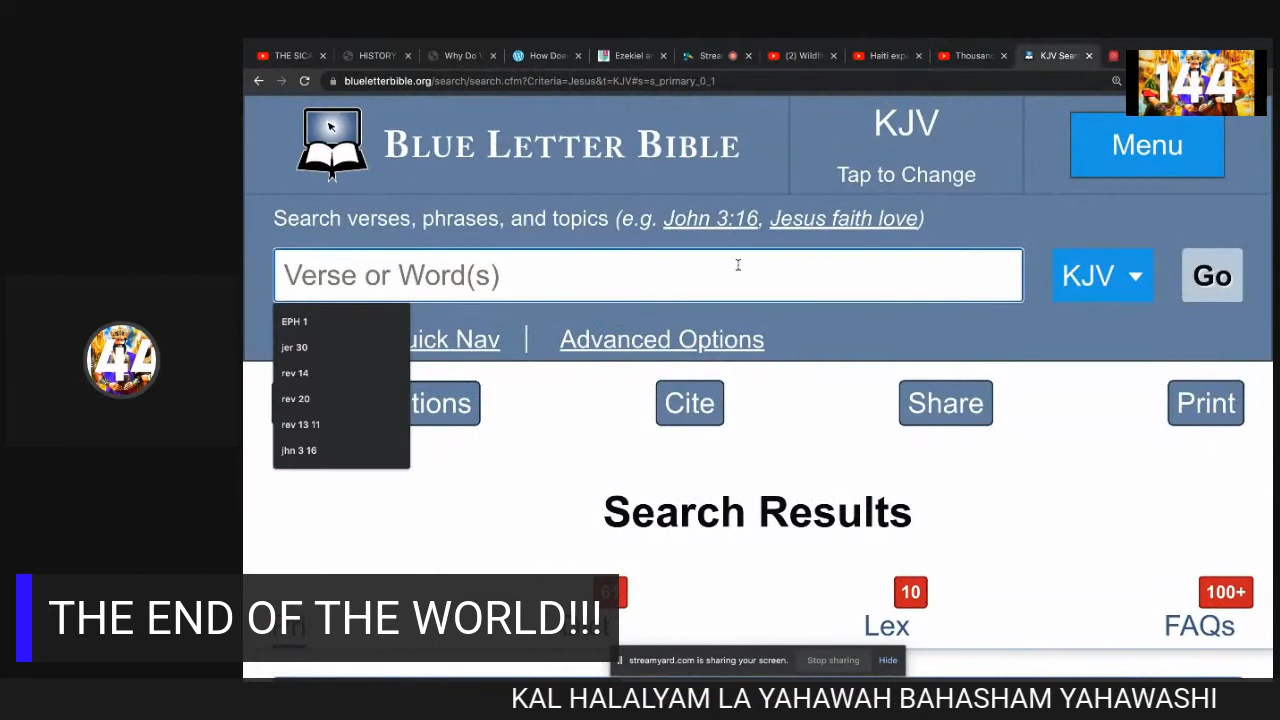 THE SICA
HISTORY
Why Do
How Doe
Ezekiel a
Strea
(2) Wildfi
Haiti exp
Thousan
KJV Sear
blueletterbible.org/search/search.cfm?Criteria=Jesus&t=KJV#s=s_primary_0_1
144
BLUE LETTER BIBLE
KJV
Tap to Change
Menu
Search verses, phrases, and topics (e.g. John 3:16, Jesus faith love)
Verse or Word(s)
KJV
Go
EPH 1
jer 30
rev 14
rev 20
rev 13 11
jhn 3 16
uick Nav | Advanced Options
tions
Cite
Share
Print
44
Search Results
61
10
Lex
100+
FAQs
THE END OF THE WORLD!!!
streamyard.com is sharing your screen.
Stop sharing
Hide
KAL HALALYAM LA YAHAWAH BAHASHAM YAHAWASHI